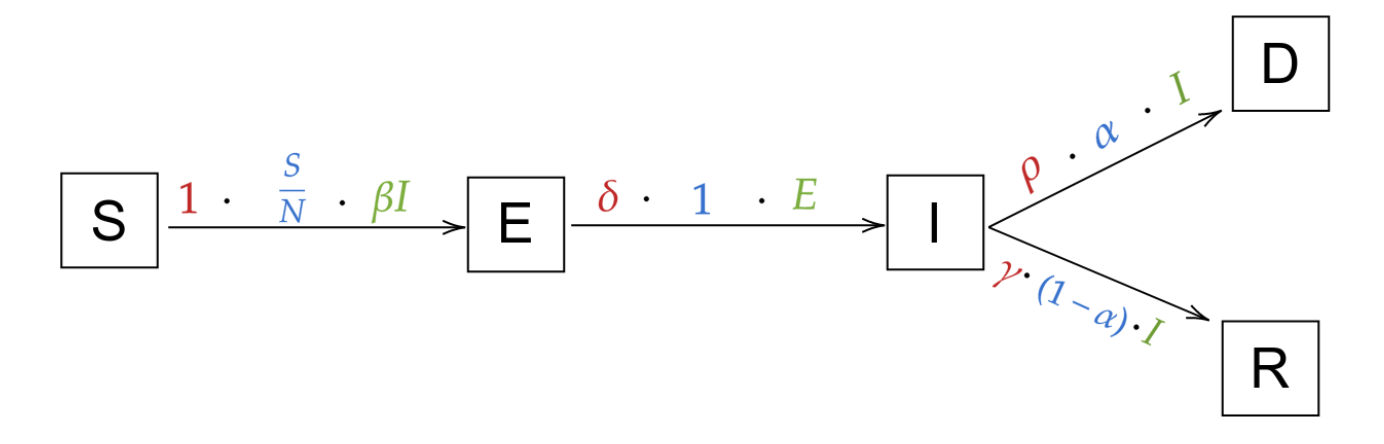 D
ρ · α · I
S
1 · S/N · βI
E
δ · 1 · E
I
γ · (1 − α) · I
R